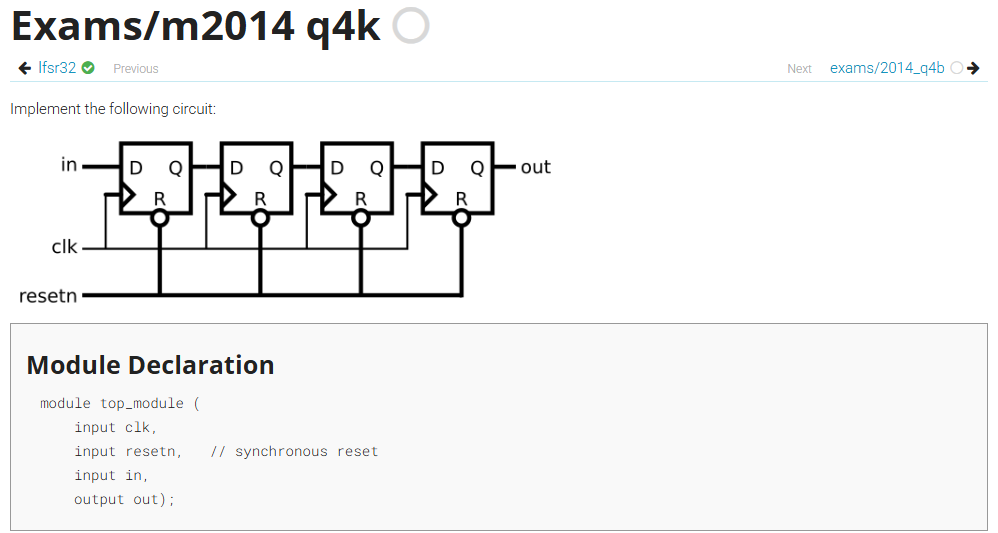 Exams/m2014 q4k
lfsr32 Previous
Next exams/2014_q4b
Implement the following circuit:
in D Q D Q D Q D Q out
R R R R
clk
resetn
Module Declaration
module top_module (
input clk,
input resetn, // synchronous reset
input in,
output out);